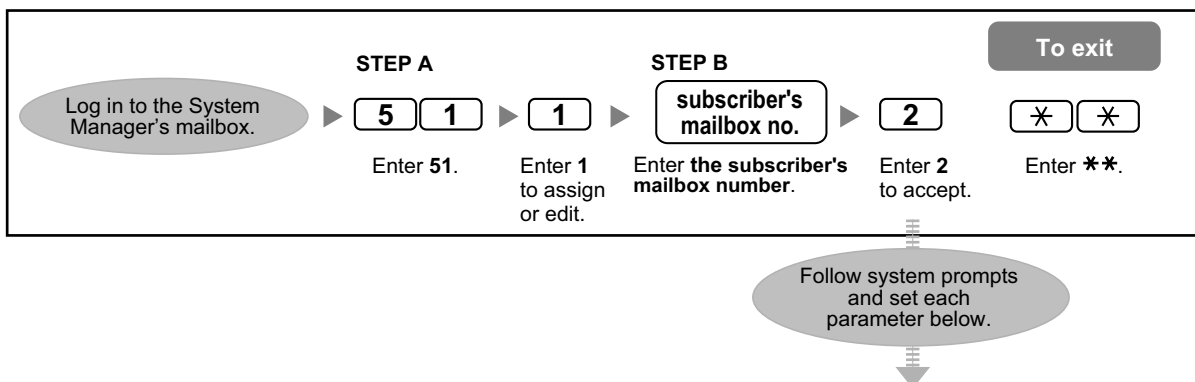 To exit
STEP A
STEP B
Log in to the System
Manager's mailbox.
5 1
1
subscriber's
mailbox no.
2
* *
Enter 51.
Enter 1
to assign
or edit.
Enter the subscriber's
mailbox number.
Enter 2
to accept.
Enter **.
Follow system prompts
and set each
parameter below.